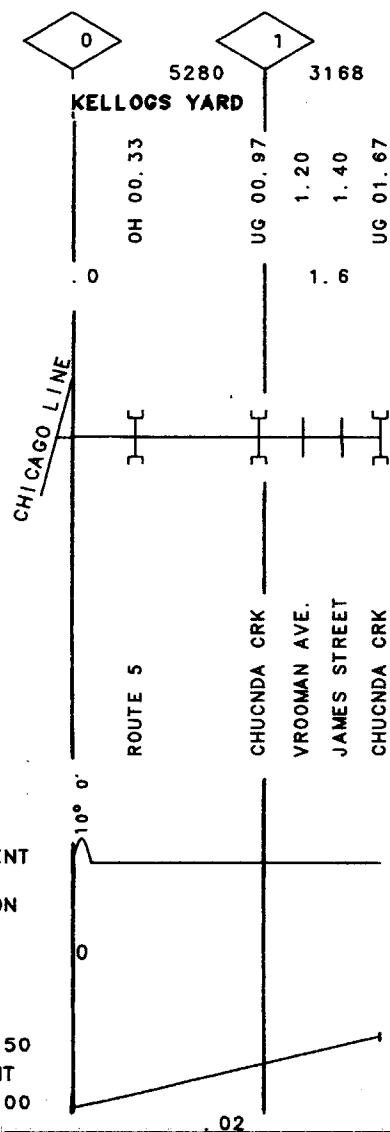 0 1
5280 3168
KELLOGS YARD
OH 00.33
UG 00.97
1.20
1.40
UG 01.67
.0 1.6
CHICAGO LINE
ROUTE 5
CHUCNDA CRK
VROOMAN AVE.
JAMES STREET
CHUCNDA CRK
10° 0'
ENT
ON
0
50
NT
00
.02